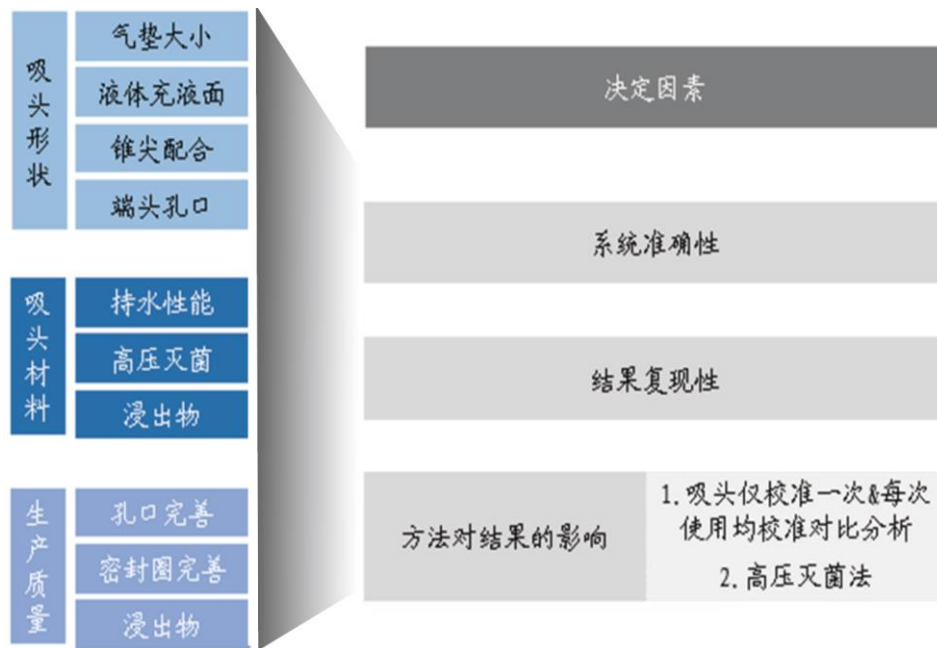 吸头形状
气垫大小
液体充液面
锥尖配合
端头孔口
吸头材料
持水性能
高压灭菌
浸出物
生产质量
孔口完善
密封圈完善
浸出物
决定因素
系统准确性
结果复现性
方法对结果的影响
1. 吸头仅校准一次&每次
使用均校准对比分析
2. 高压灭菌法